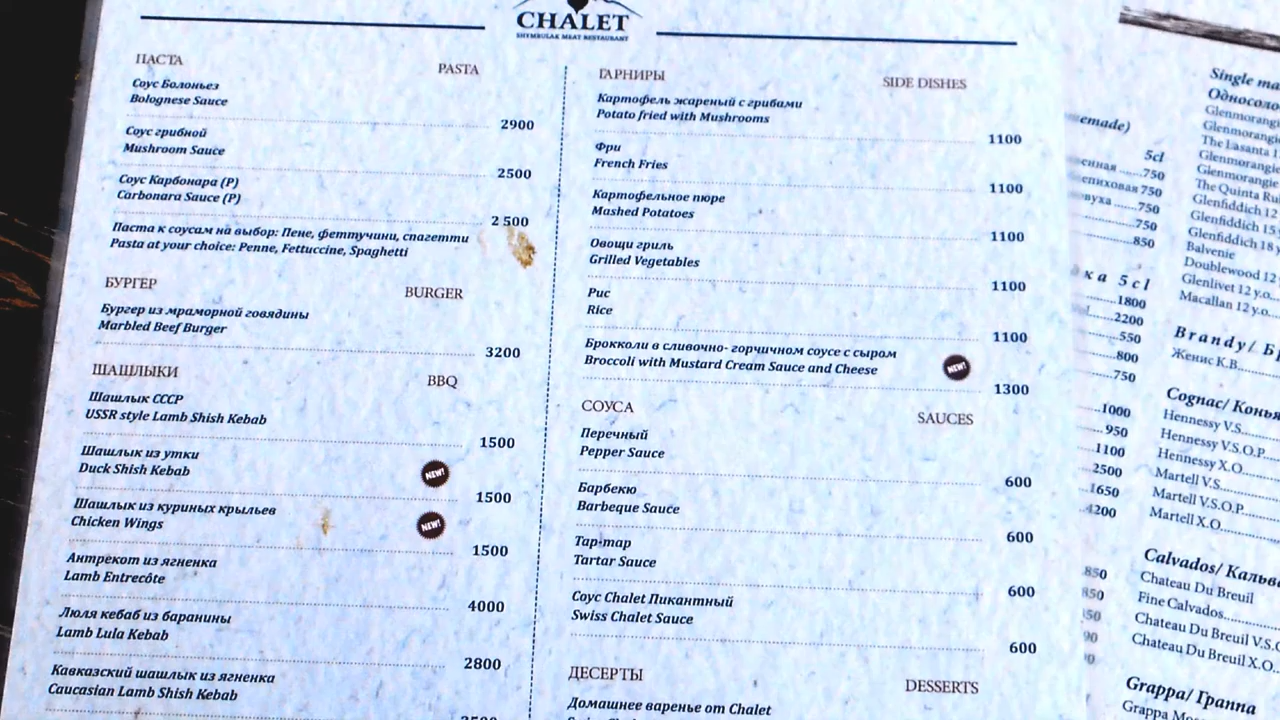 CHALET
SHYMBULAK MEAT RESTAURANT
ПАСТА PASTA
Соус Болоньез
Bolognese Sauce
2900
Соус грибной
Mushroom Sauce
2500
Соус Карбонара (Р)
Carbonara Sauce (P)
2 500
Паста к соусам на выбор: Пене, феттучини, спагетти
Pasta at your choice: Penne, Fettuccine, Spaghetti
БУРГЕР BURGER
Бургер из мраморной говядины
Marbled Beef Burger
3200
ШАШЛЫКИ BBQ
Шашлык СССР
USSR style Lamb Shish Kebab
1500
Шашлык из утки
Duck Shish Kebab
NEW!
1500
Шашлык из куриных крыльев
Chicken Wings
NEW!
1500
Антрекот из ягненка
Lamb Entrecôte
4000
Люля кебаб из баранины
Lamb Lula Kebab
2800
Кавказский шашлык из ягненка
Caucasian Lamb Shish Kebab
ГАРНИРЫ SIDE DISHES
Картофель жареный с грибами
Potato fried with Mushrooms
1100
Фри
French Fries
1100
Картофельное пюре
Mashed Potatoes
1100
Овощи гриль
Grilled Vegetables
1100
Рис
Rice
1100
Брокколи в сливочно- горчичном соусе с сыром
Broccoli with Mustard Cream Sauce and Cheese
NEW!
1300
СОУСА SAUCES
Перечный
Pepper Sauce
600
Барбекю
Barbeque Sauce
600
Тар-тар
Tartar Sauce
600
Соус Chalet Пикантный
Swiss Chalet Sauce
600
ДЕСЕРТЫ DESSERTS
Домашнее варенье от Chalet
5cl
750
750
750
750
850
5cl
1800
2200
550
800
750
1000
950
1100
2500
1650
4200
850
850
Single
Glenfiddich 12
Glenfiddich 15
Glenfiddich 18
Balvenie
Doublewood 12
Glenlivet 12 y.o.
Macallan 12 y.o.
Brandy/
Женис К.В.
Cognac/
Hennessy V.S.
Hennessy V.S.O.P.
Hennessy X.O.
Martell V.S.
Martell V.S.O.P.
Martell X.O.
Calvados/
Chateau Du Breuil
Fine Calvados
Chateau Du Breuil
Chateau Du Breuil X.O.
Grappa/ Граппа
Grappa